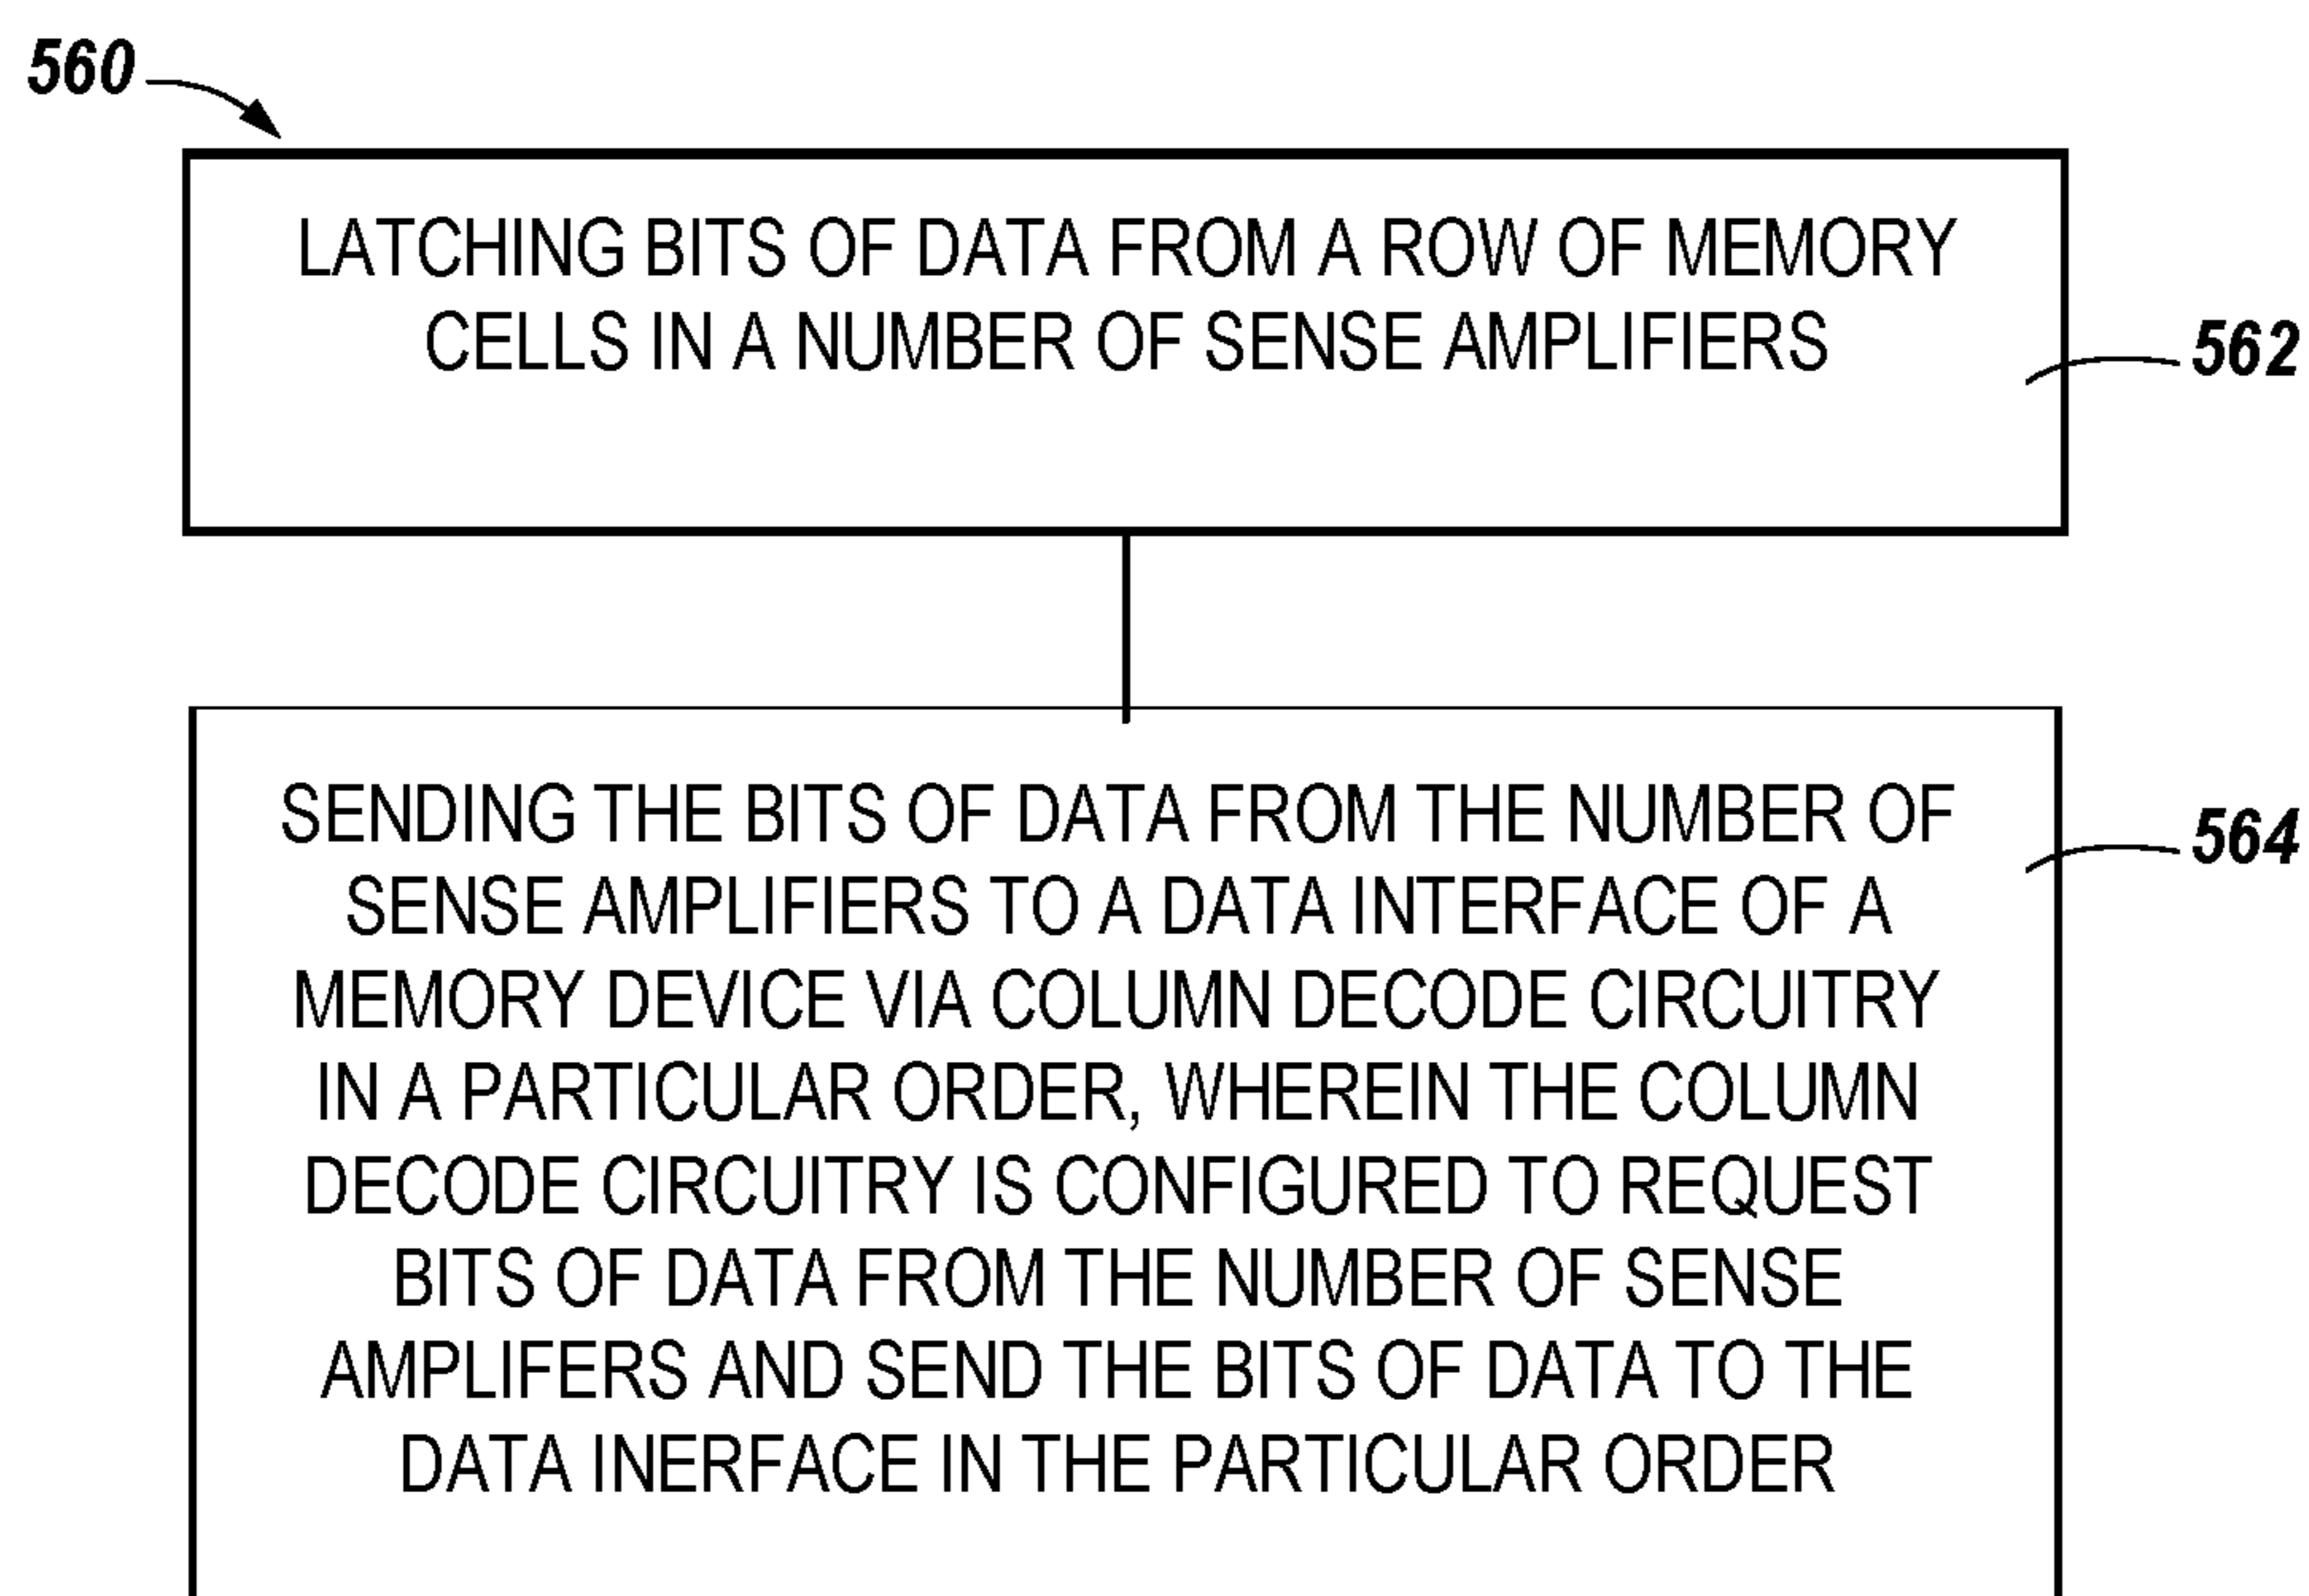 560
LATCHING BITS OF DATA FROM A ROW OF MEMORY
CELLS IN A NUMBER OF SENSE AMPLIFIERS
562
SENDING THE BITS OF DATA FROM THE NUMBER OF
564
SENSE AMPLIFIERS TO A DATA INTERFACE OF A
MEMORY DEVICE VIA COLUMN DECODE CIRCUITRY
IN A PARTICULAR ORDER, WHEREIN THE COLUMN
DECODE CIRCUITRY IS CONFIGURED TO REQUEST
BITS OF DATA FROM THE NUMBER OF SENSE
AMPLIFERS AND SEND THE BITS OF DATA TO THE
DATA INERFACE IN THE PARTICULAR ORDER